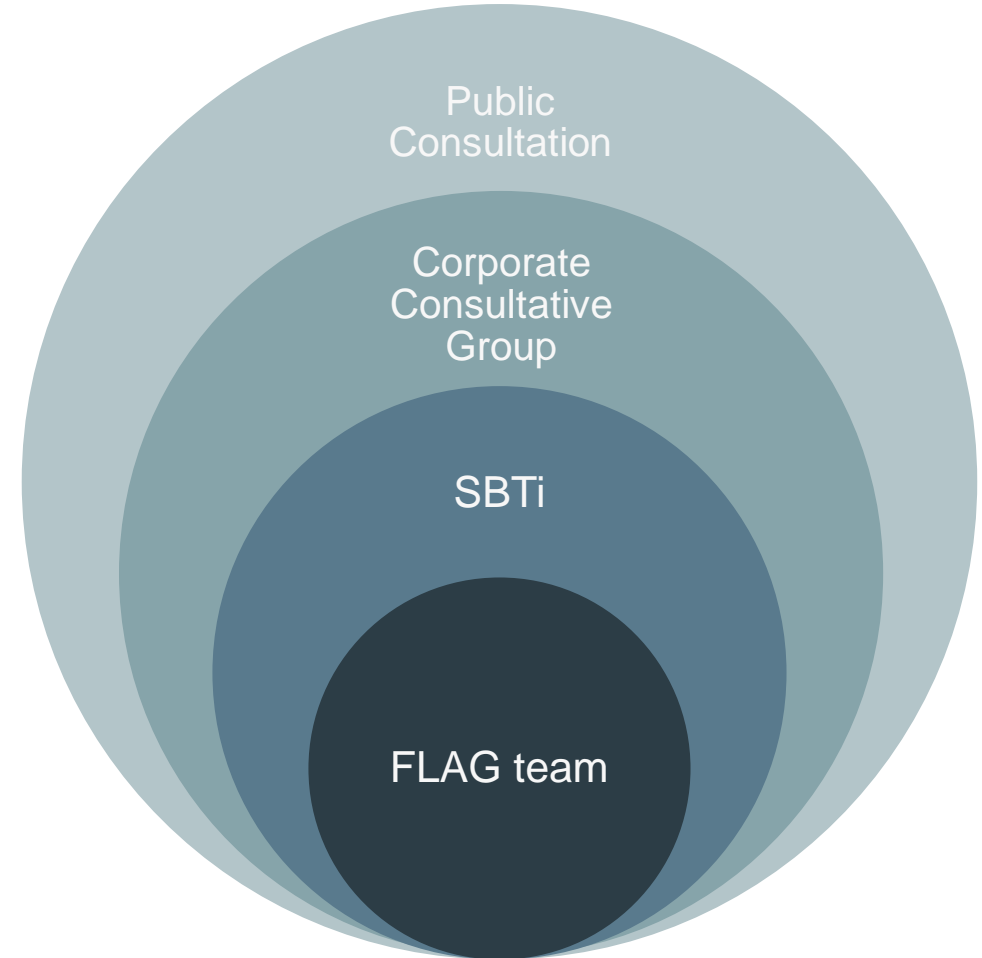 Public
Consultation
Corporate
Consultative
Group
SBTi
FLAG team